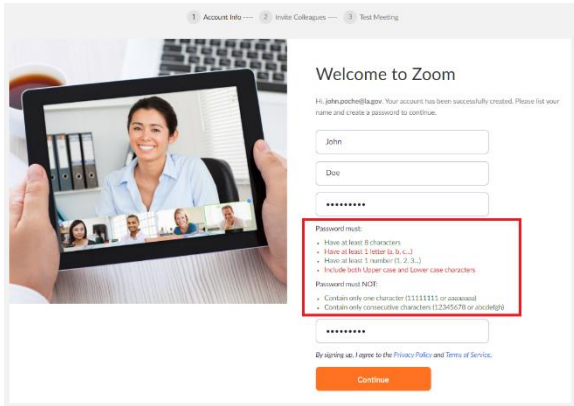 1 Account Info ---- 2 Invite Colleagues ---- 3 Test Meeting
Welcome to Zoom
Hi, john.poche@la.gov. Your account has been successfully created. Please list your
name and create a password to continue.
John
Doe
•••••••••
Password must:
• Have at least 8 characters
• Have at least 1 letter (a, b, c...)
• Have at least 1 number (1, 2, 3...)
• Include both Upper case and Lower case characters
Password must NOT:
• Contain only one character (11111111 or aaaaaaaa)
• Contain only consecutive characters (12345678 or abcdefgh)
•••••••••
By signing up, I agree to the Privacy Policy and Terms of Service.
Continue